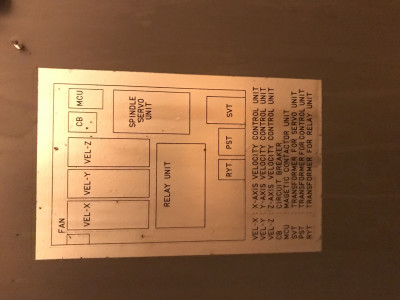 FAN
VEL-X
VEL-Y
VEL-Z
CB
MCU
RELAY UNIT
SPINDLE
SERVO
UNIT
RYT
PST
SVT
VEL-X : X-AXIS VELOCITY CONTROL UNIT
VEL-Y : Y-AXIS VELOCITY CONTROL UNIT
VEL-Z : Z-AXIS VELOCITY CONTROL UNIT
CB : CIRCUIT BREAKER
MCU : MAGETIC CONTACTOR UNIT
SVT : TRANSFORMER FOR SERVO UNIT
PST : TRANSFORMER FOR CONTROL UNIT
RYT : TRANSFORMER FOR RELAY UNIT